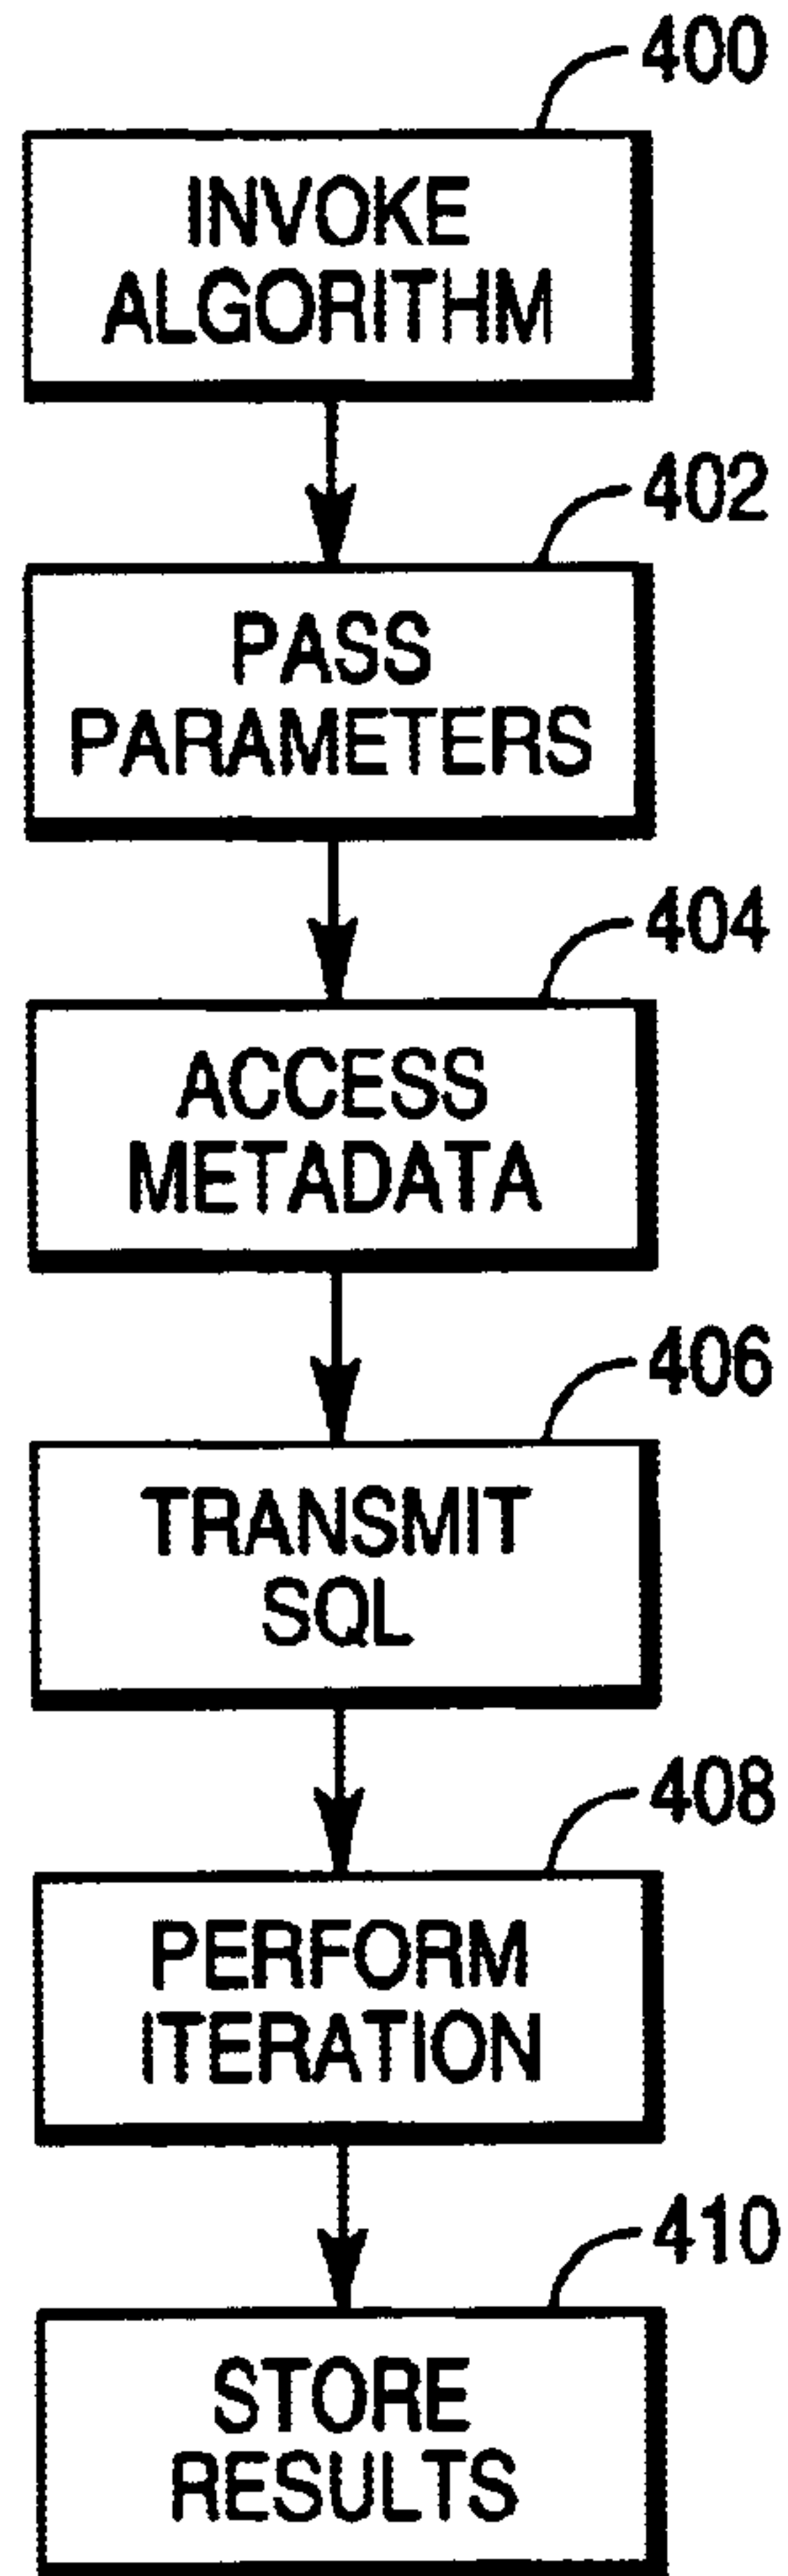 400
INVOKE
ALGORITHM
402
PASS
PARAMETERS
404
ACCESS
METADATA
406
TRANSMIT
SQL
408
PERFORM
ITERATION
410
STORE
RESULTS